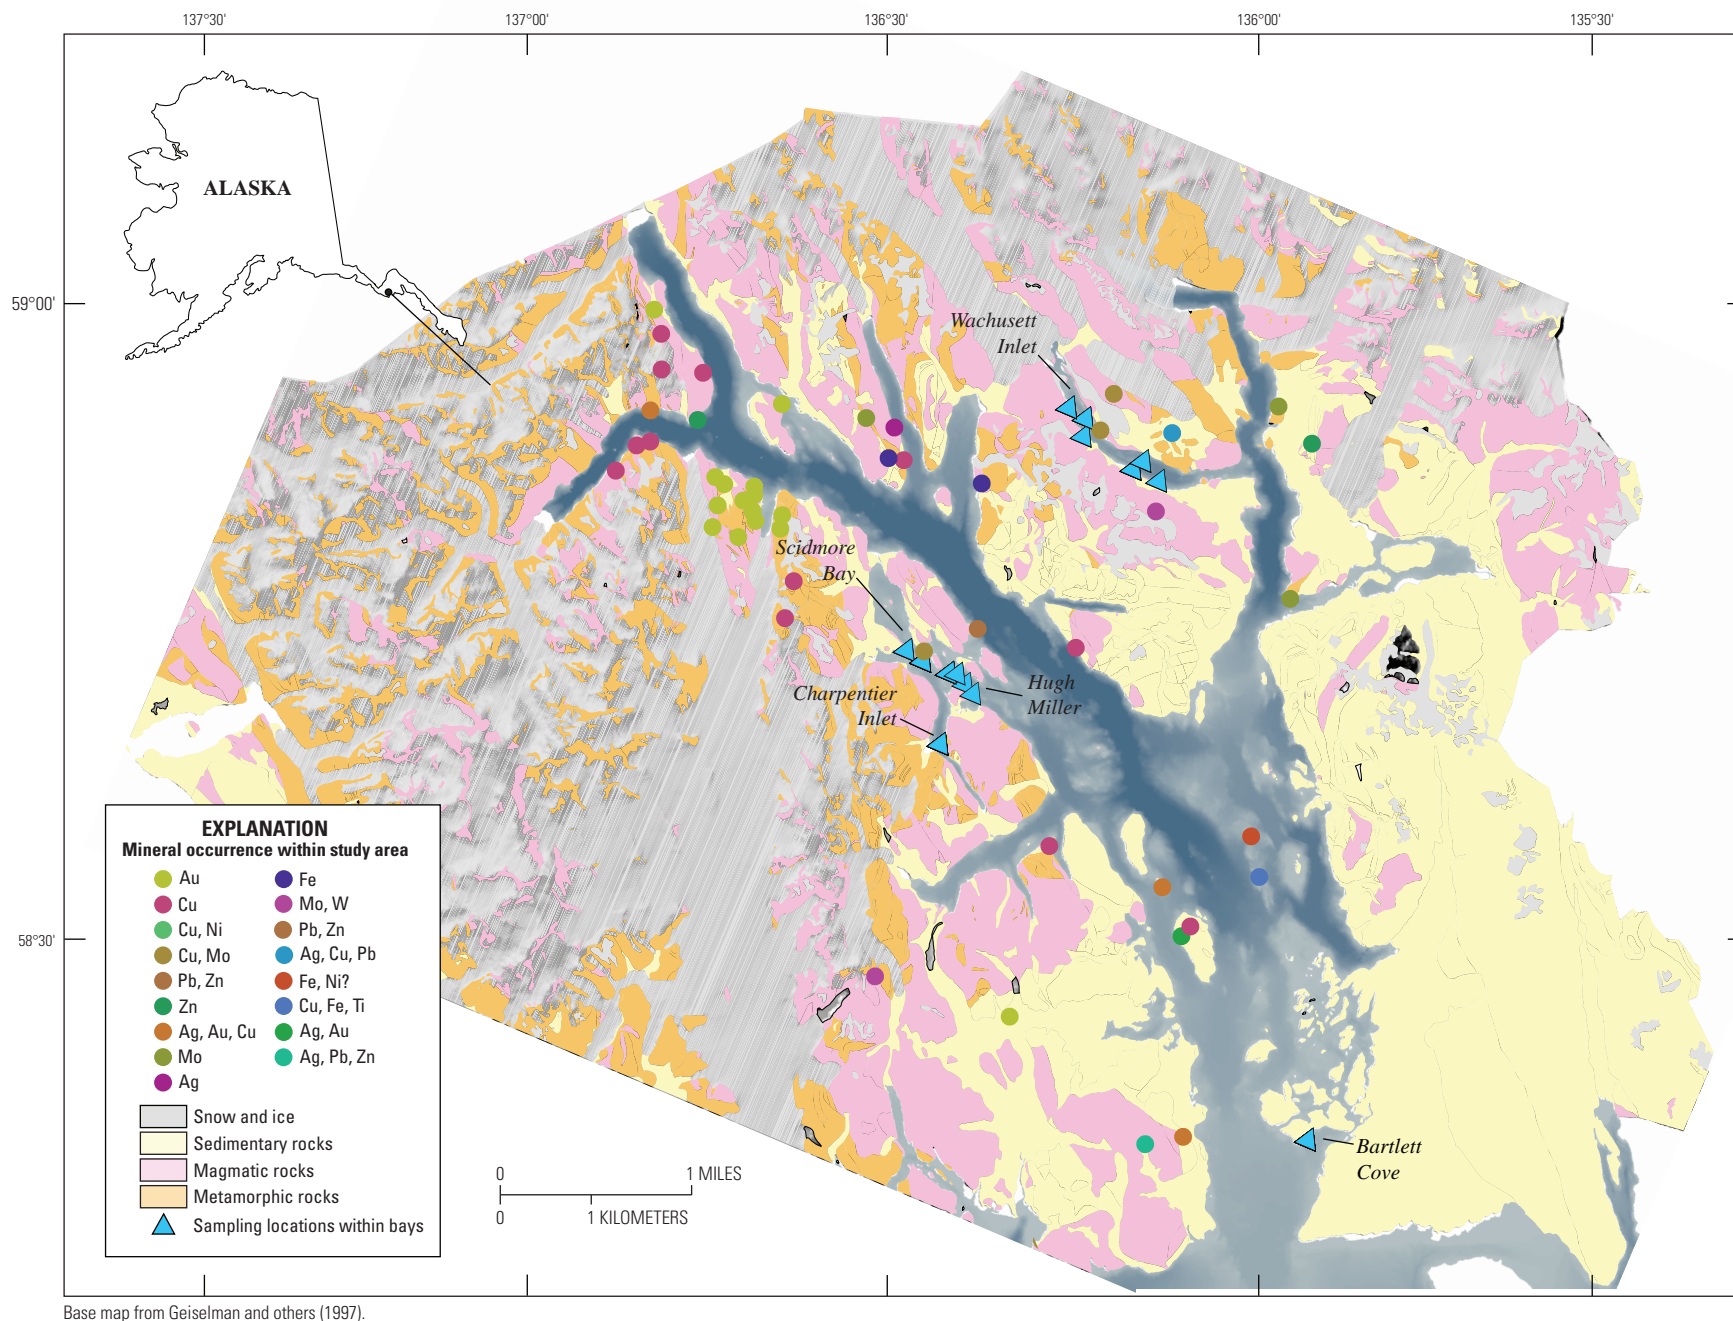 137°30'
137°00'
136°30'
136°00'
135°30'
59°00'
58°30'
ALASKA
Wachusett
Inlet
Scidmore
Bay
Charpentier
Inlet
Hugh
Miller
Bartlett
Cove
EXPLANATION
Mineral occurrence within study area
Au
Cu
Cu, Ni
Cu, Mo
Pb, Zn
Zn
Ag, Au, Cu
Mo
Ag
Fe
Mo, W
Pb, Zn
Ag, Cu, Pb
Fe, Ni?
Cu, Fe, Ti
Ag, Au
Ag, Pb, Zn
Snow and ice
Sedimentary rocks
Magmatic rocks
Metamorphic rocks
Sampling locations within bays
0 1 MILES
0 1 KILOMETERS
Base map from Geiselman and others (1997).